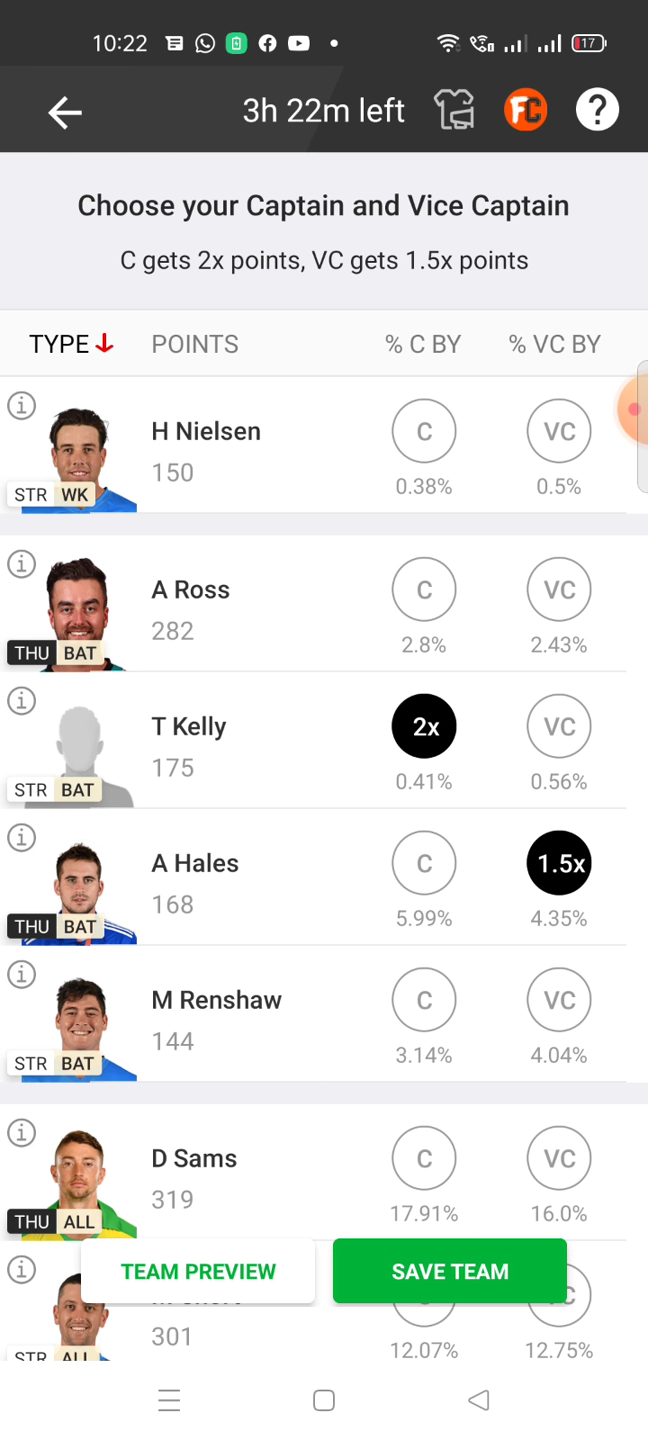 10:22
17
3h 22m left
FC
?
Choose your Captain and Vice Captain
C gets 2x points, VC gets 1.5x points
TYPE POINTS % C BY % VC BY
H Nielsen C VC
150 0.38% 0.5%
STR WK
A Ross C VC
282 2.8% 2.43%
THU BAT
T Kelly 2x VC
175 0.41% 0.56%
STR BAT
A Hales C 1.5x
168 5.99% 4.35%
THU BAT
M Renshaw C VC
144 3.14% 4.04%
STR BAT
D Sams C VC
319 17.91% 16.0%
THU ALL
TEAM PREVIEW SAVE TEAM
301 12.07% 12.75%
STR ALL